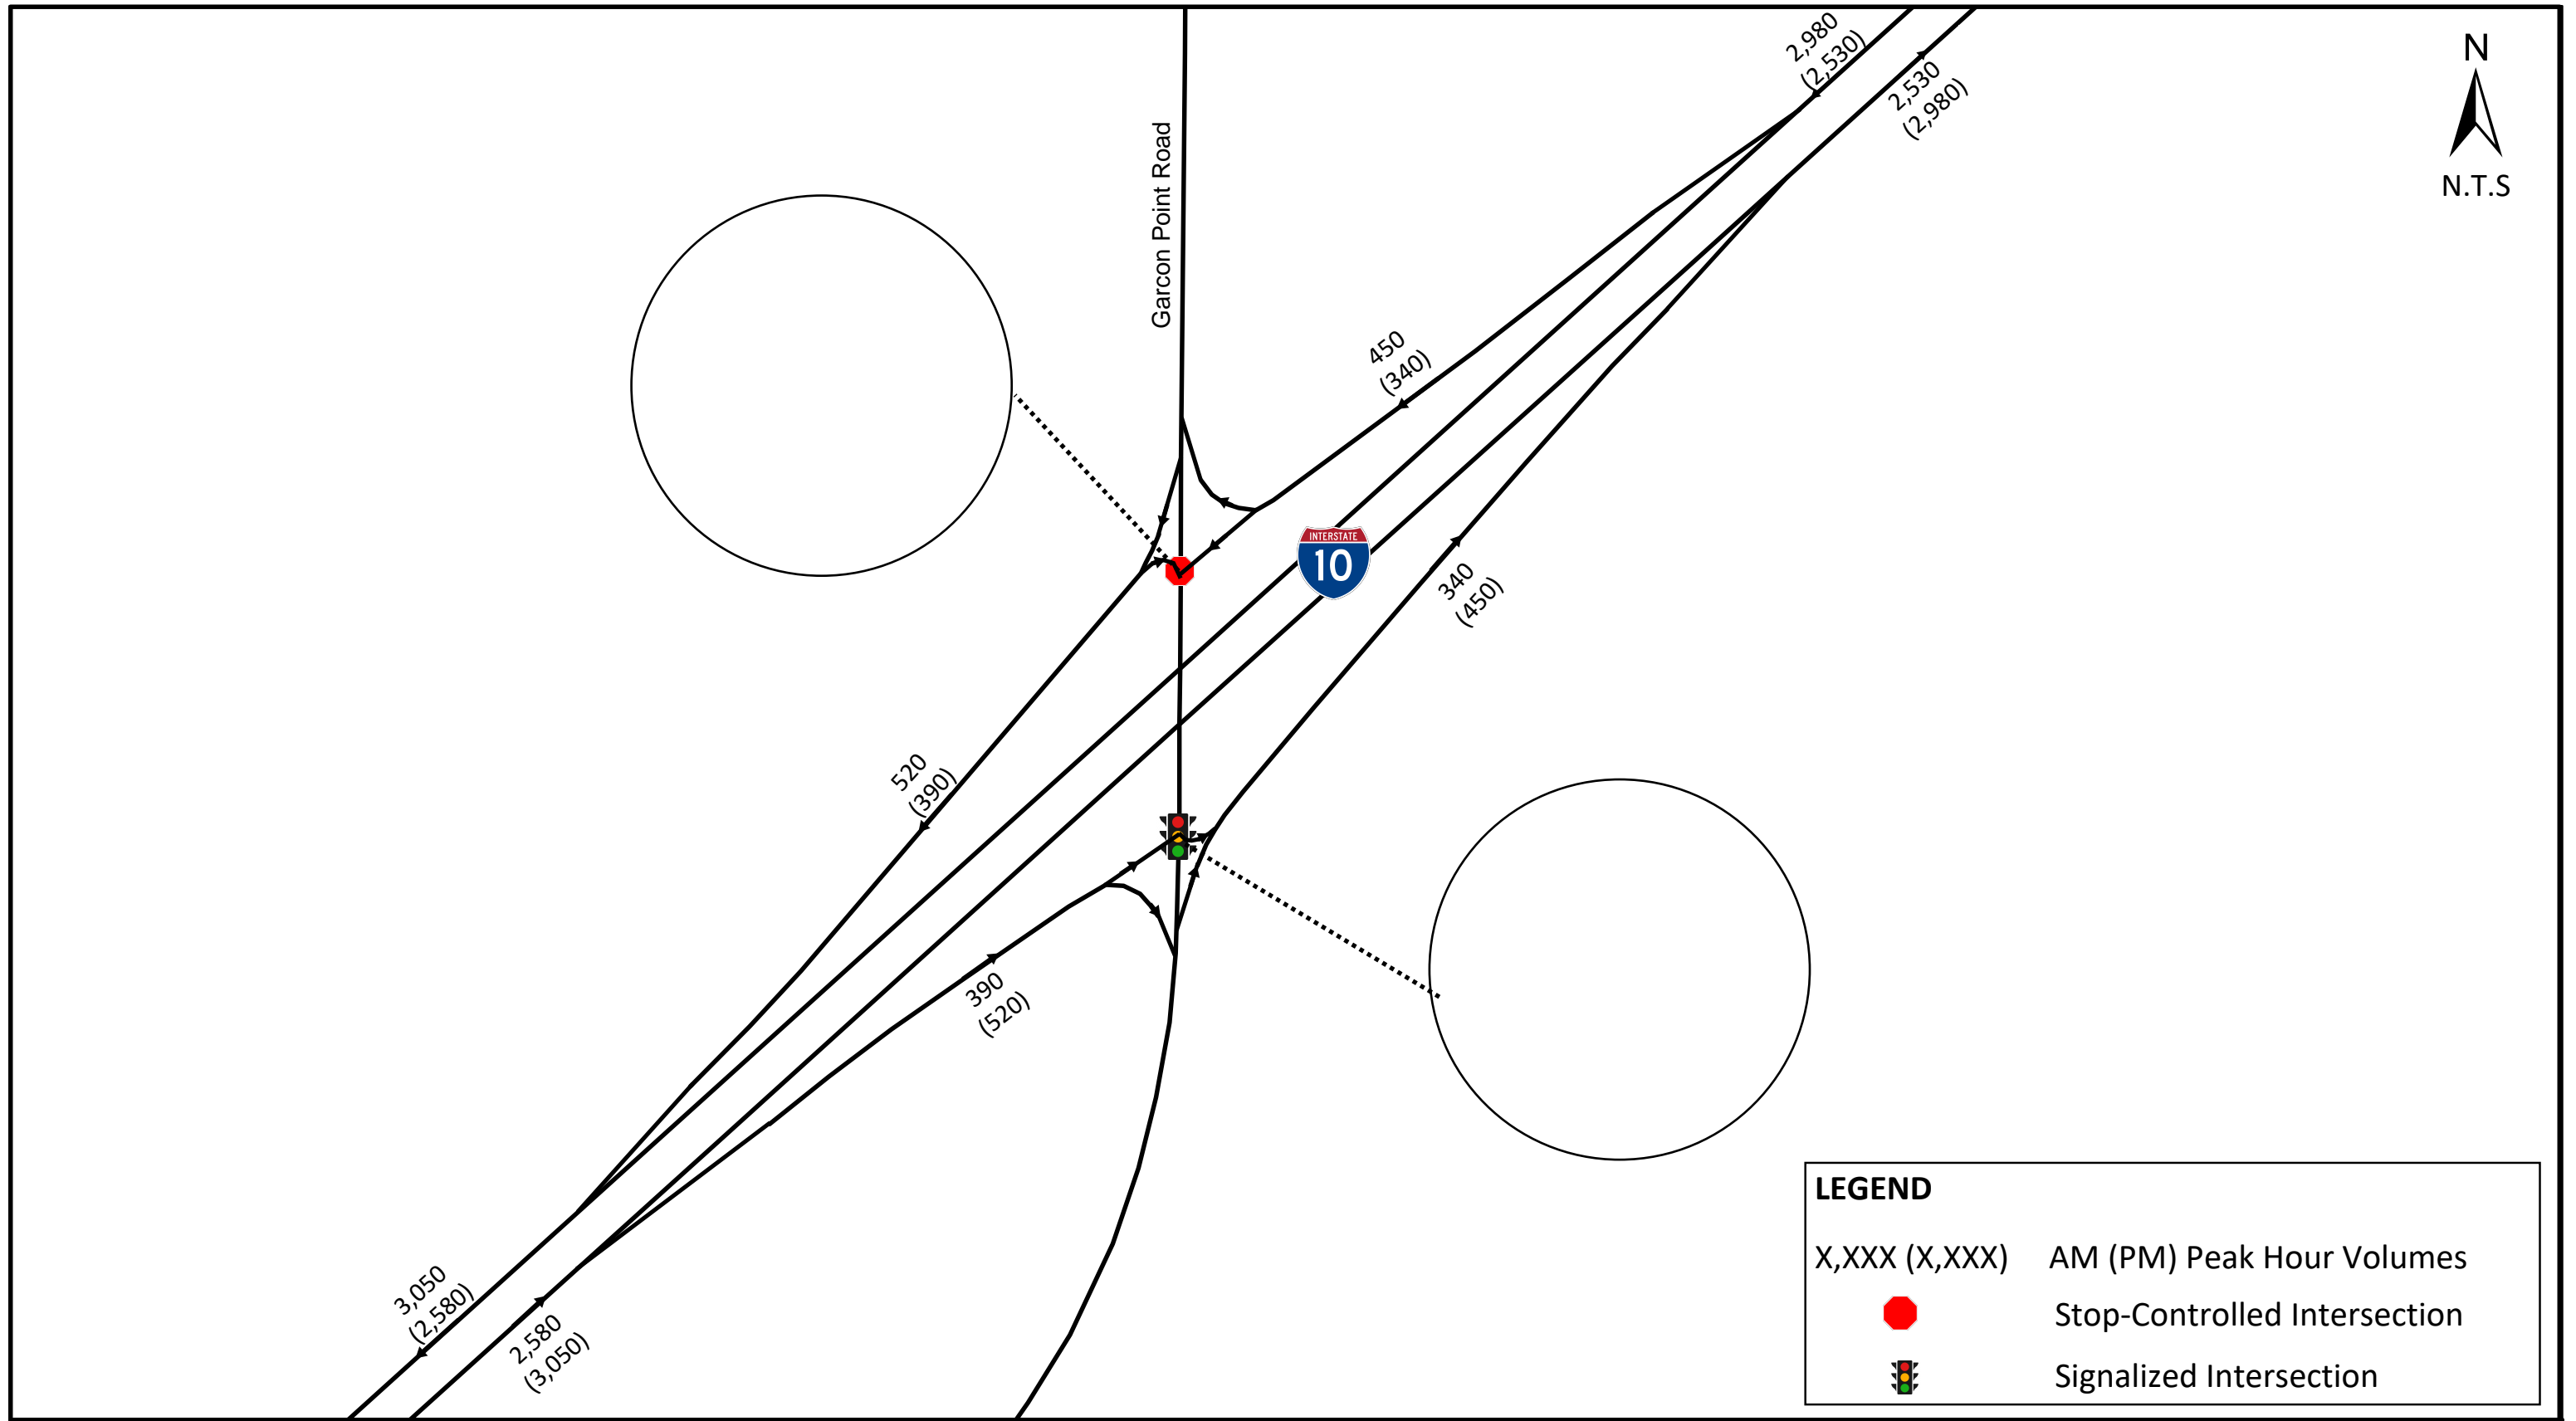 2,980
(2,530)
2,530
(2,980)
N
N.T.S
Garcon Point Road
450
(340)
INTERSTATE
10
340
(450)
520
(390)
390
(520)
3,050
(2,580)
2,580
(3,050)
LEGEND
X,XXX (X,XXX) AM (PM) Peak Hour Volumes
Stop-Controlled Intersection
Signalized Intersection